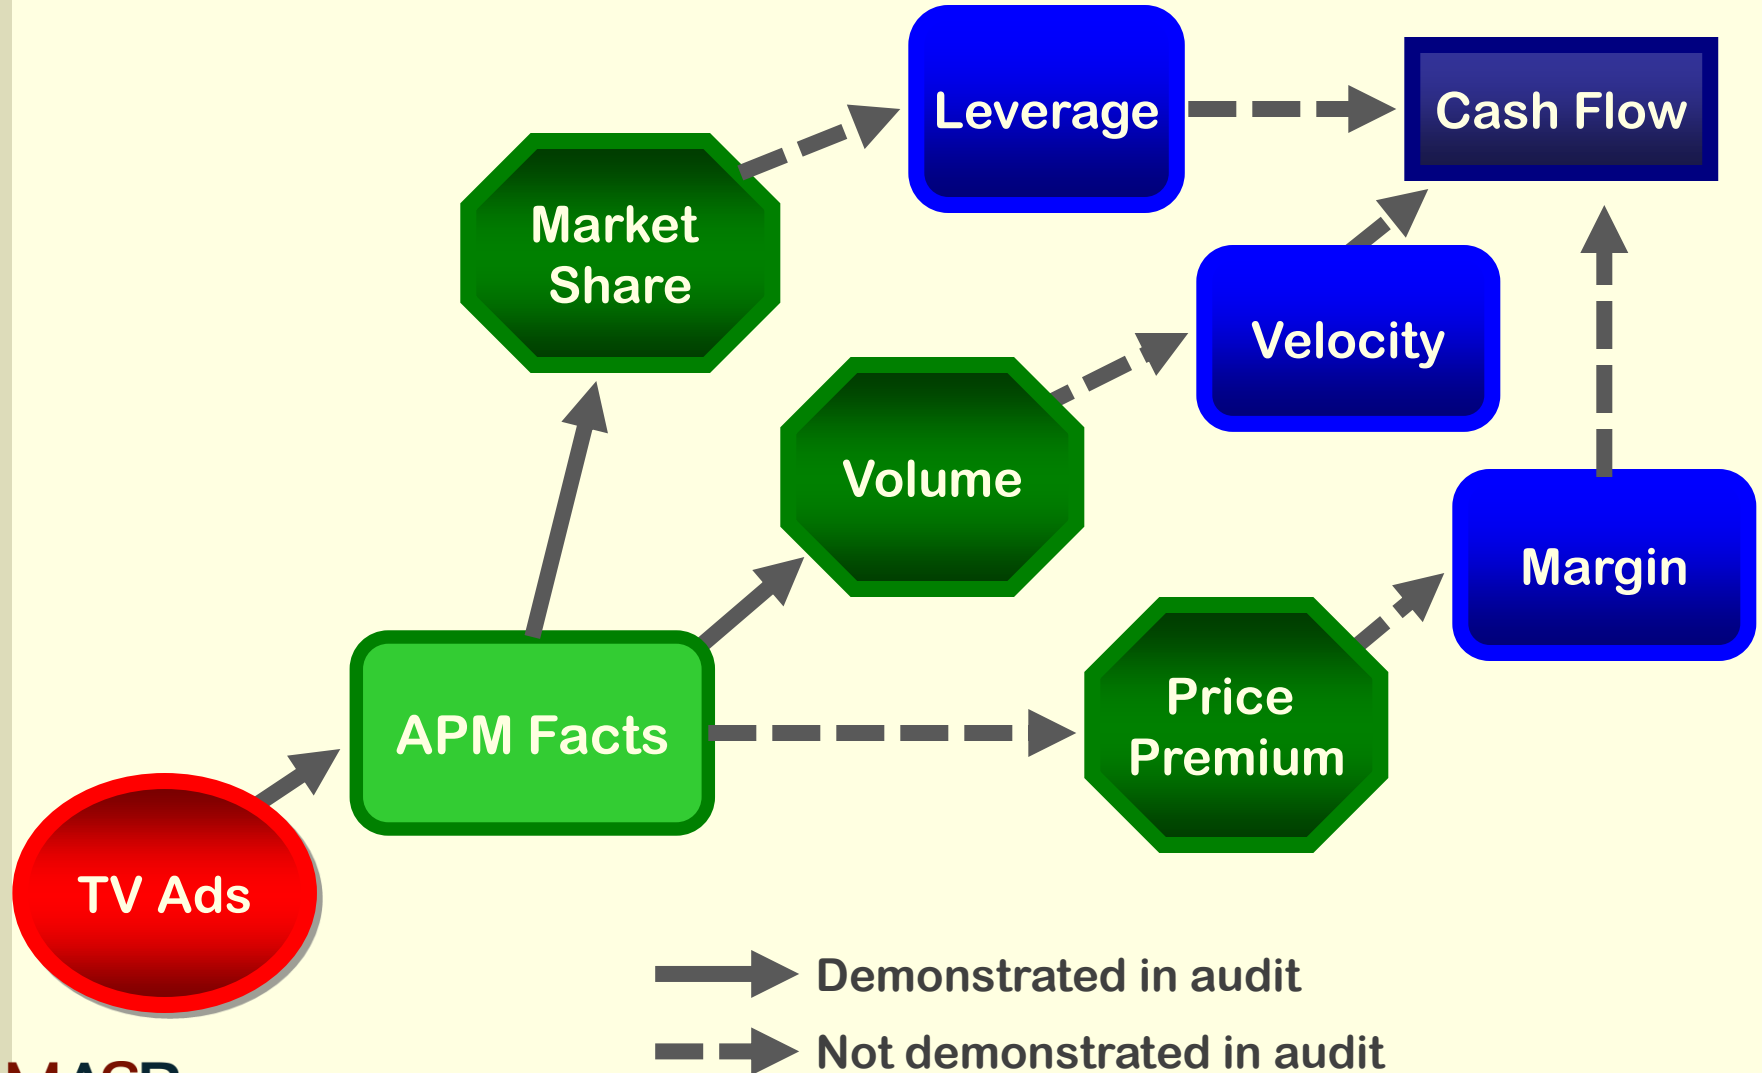 Leverage
Cash Flow
Market
Share
Velocity
Volume
Margin
Price
Premium
APM Facts
TV Ads
Demonstrated in audit
Not demonstrated in audit